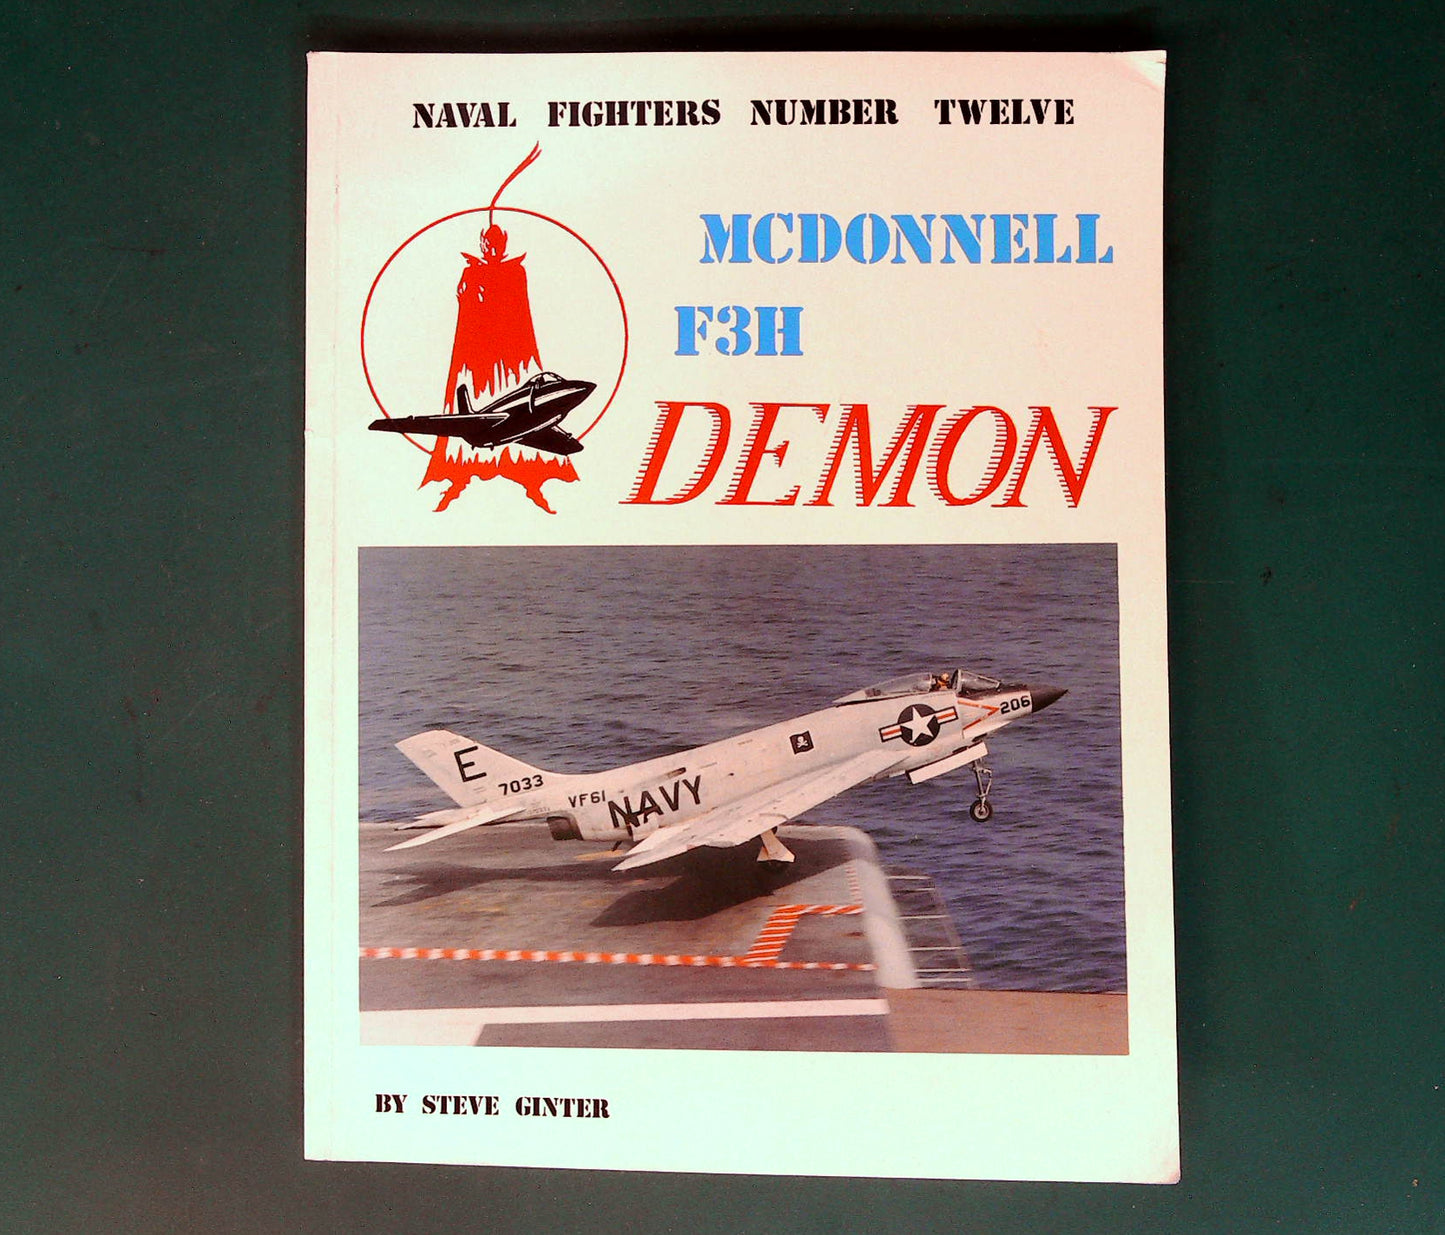 NAVAL FIGHTERS NUMBER TWELVE
MCDONNELL
F3H
DEMON
206
E
7033
VF61
NAVY
BY STEVE GINTER